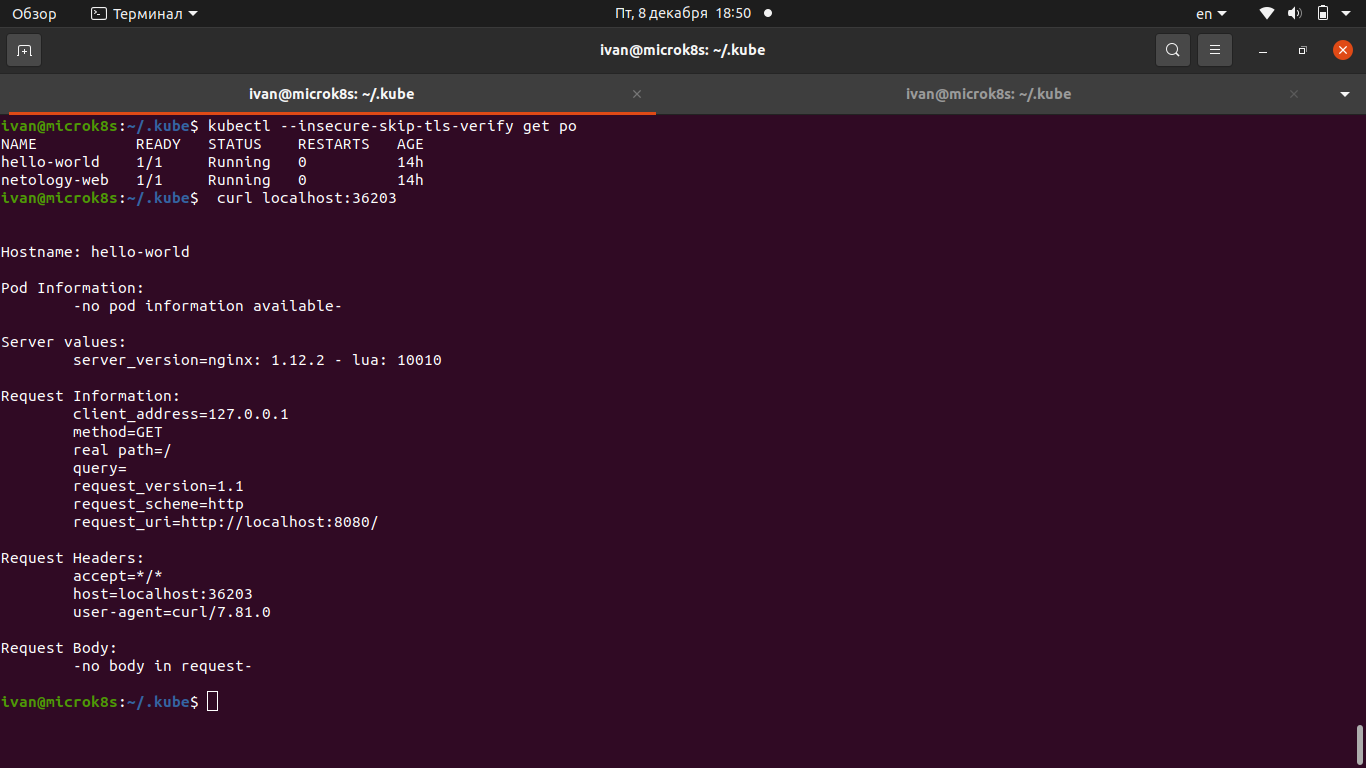 Обзор Терминал Пт, 8 декабря 18:50 en
ivan@microk8s: ~/.kube
ivan@microk8s: ~/.kube ivan@microk8s: ~/.kube
ivan@microk8s:~/.kube$ kubectl --insecure-skip-tls-verify get po
NAME           READY   STATUS    RESTARTS   AGE
hello-world    1/1     Running   0          14h
netology-web   1/1     Running   0          14h
ivan@microk8s:~/.kube$  curl localhost:36203
Hostname: hello-world
Pod Information:
        -no pod information available-
Server values:
        server_version=nginx: 1.12.2 - lua: 10010
Request Information:
        client_address=127.0.0.1
        method=GET
        real path=/
        query=
        request_version=1.1
        request_scheme=http
        request_uri=http://localhost:8080/
Request Headers:
        accept=*/*
        host=localhost:36203
        user-agent=curl/7.81.0
Request Body:
        -no body in request-
ivan@microk8s:~/.kube$